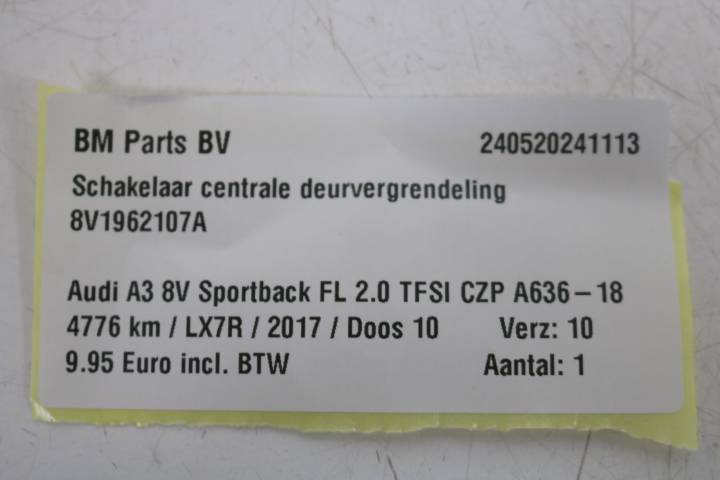 BM Parts BV 240520241113
Schakelaar centrale deurvergrendeling
8V1962107A
Audi A3 8V Sportback FL 2.0 TFSI CZP A636-18
4776 km / LX7R / 2017 / Doos 10 Verz: 10
9.95 Euro incl. BTW Aantal: 1